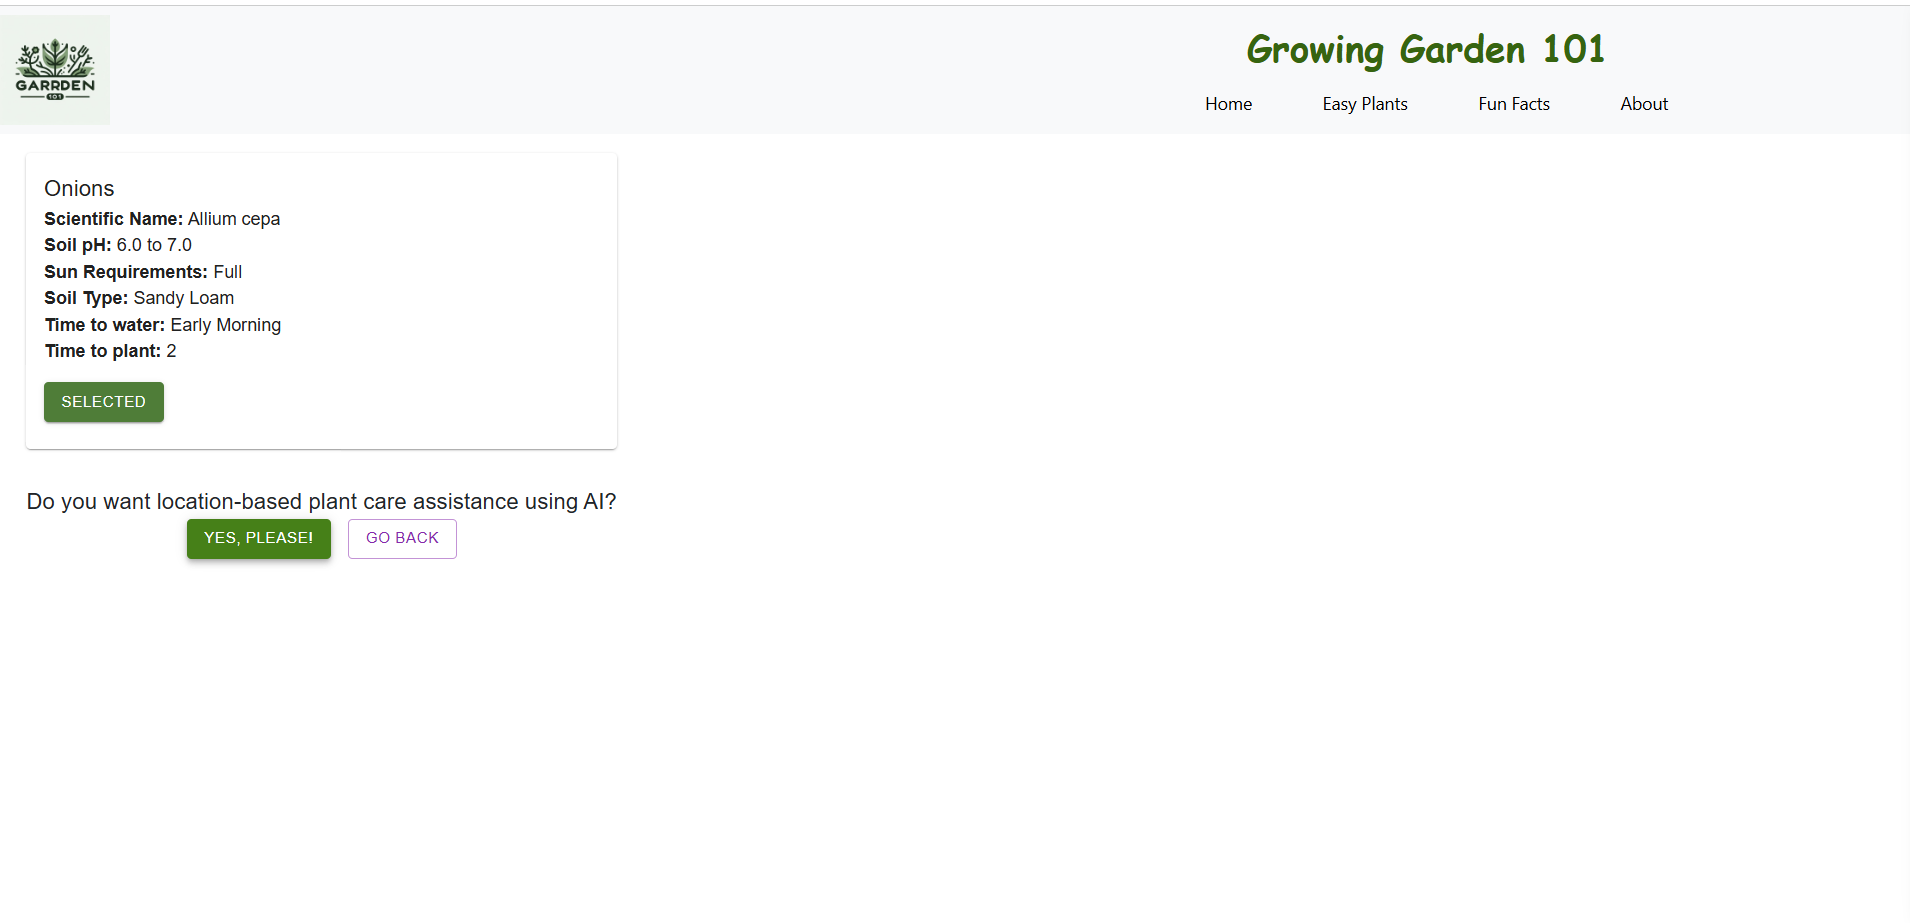 GARRDEN
101
Growing Garden 101
Home Easy Plants Fun Facts About
Onions
Scientific Name: Allium cepa
Soil pH: 6.0 to 7.0
Sun Requirements: Full
Soil Type: Sandy Loam
Time to water: Early Morning
Time to plant: 2
SELECTED
Do you want location-based plant care assistance using AI?
YES, PLEASE! GO BACK